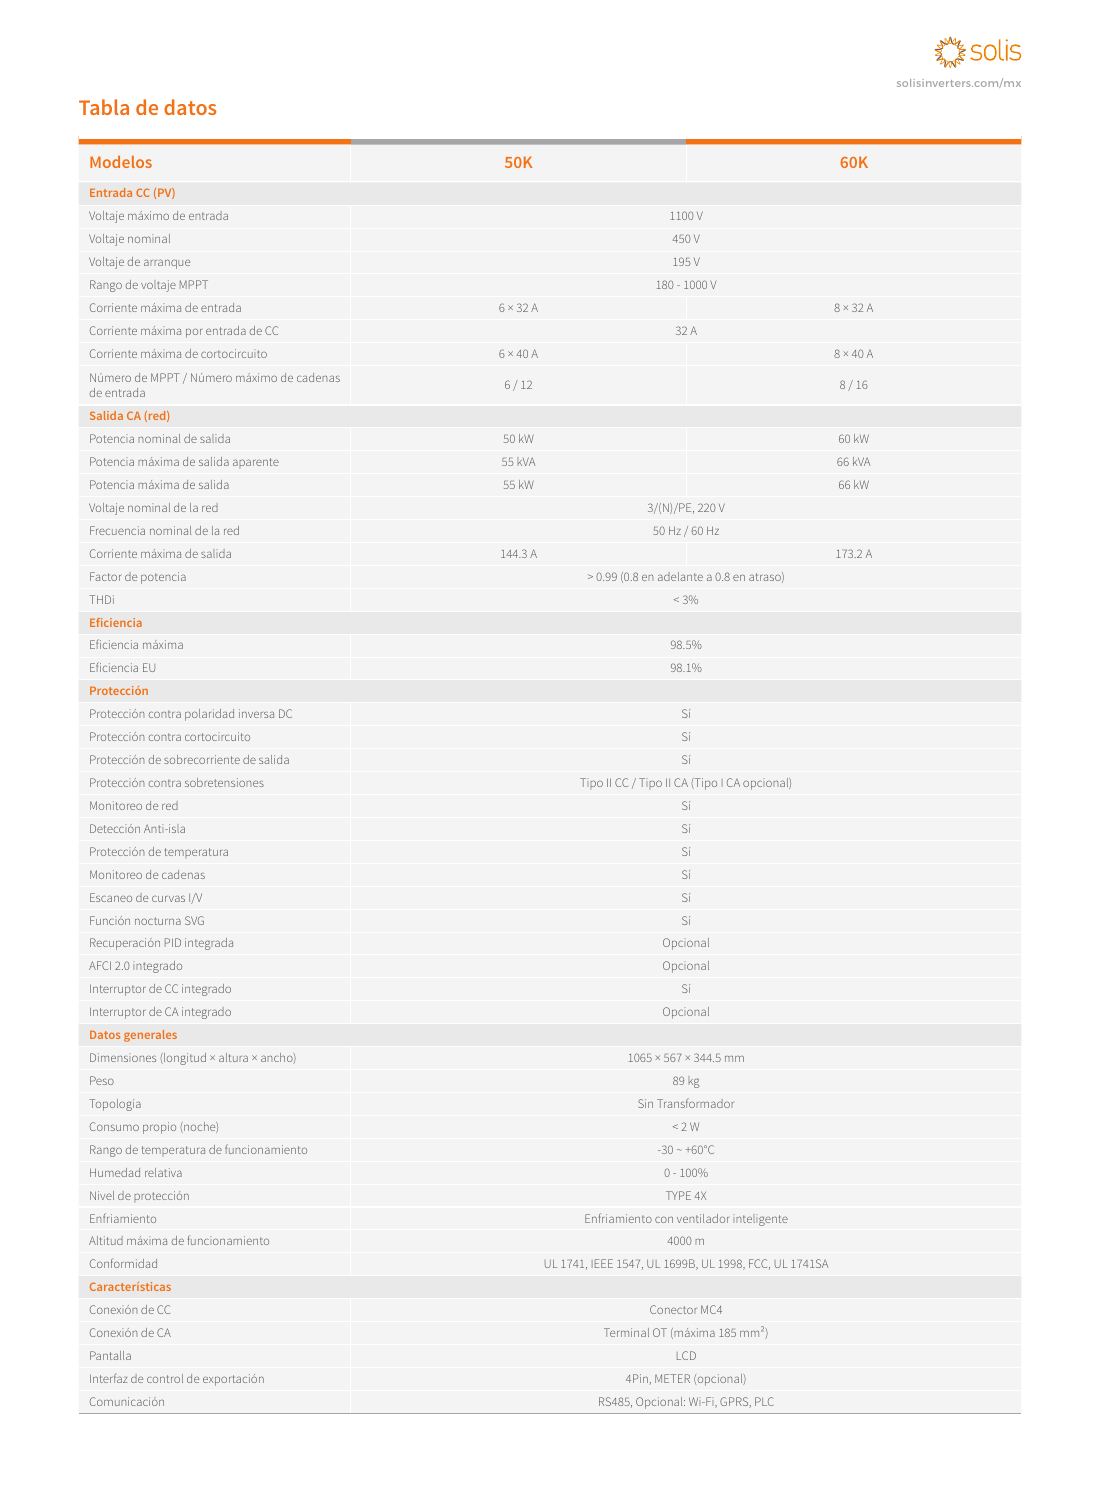 solis
solisinverters.com/mx
Tabla de datos
Modelos 50K 60K
Entrada CC (PV)
Voltaje máximo de entrada 1100 V
Voltaje nominal 450 V
Voltaje de arranque 195 V
Rango de voltaje MPPT 180 - 1000 V
Corriente máxima de entrada 6 × 32 A 8 × 32 A
Corriente máxima por entrada de CC 32 A
Corriente máxima de cortocircuito 6 × 40 A 8 × 40 A
Número de MPPT / Número máximo de cadenas
de entrada 6 / 12 8 / 16
Salida CA (red)
Potencia nominal de salida 50 kW 60 kW
Potencia máxima de salida aparente 55 kVA 66 kVA
Potencia máxima de salida 55 kW 66 kW
Voltaje nominal de la red 3/(N)/PE, 220 V
Frecuencia nominal de la red 50 Hz / 60 Hz
Corriente máxima de salida 144.3 A 173.2 A
Factor de potencia > 0.99 (0.8 en adelante a 0.8 en atraso)
THDi < 3%
Eficiencia
Eficiencia máxima 98.5%
Eficiencia EU 98.1%
Protección
Protección contra polaridad inversa DC Sí
Protección contra cortocircuito Sí
Protección de sobrecorriente de salida Sí
Protección contra sobretensiones Tipo II CC / Tipo II CA (Tipo I CA opcional)
Monitoreo de red Sí
Detección Anti-isla Sí
Protección de temperatura Sí
Monitoreo de cadenas Sí
Escaneo de curvas I/V Sí
Función nocturna SVG Sí
Recuperación PID integrada Opcional
AFCI 2.0 integrado Opcional
Interruptor de CC integrado Sí
Interruptor de CA integrado Opcional
Datos generales
Dimensiones (longitud × altura × ancho) 1065 × 567 × 344.5 mm
Peso 89 kg
Topología Sin Transformador
Consumo propio (noche) < 2 W
Rango de temperatura de funcionamiento -30 ~ +60°C
Humedad relativa 0 - 100%
Nivel de protección TYPE 4X
Enfriamiento Enfriamiento con ventilador inteligente
Altitud máxima de funcionamiento 4000 m
Conformidad UL 1741, IEEE 1547, UL 1699B, UL 1998, FCC, UL 1741SA
Características
Conexión de CC Conector MC4
Conexión de CA Terminal OT (máxima 185 mm²)
Pantalla LCD
Interfaz de control de exportación 4Pin, METER (opcional)
Comunicación RS485, Opcional: Wi-Fi, GPRS, PLC